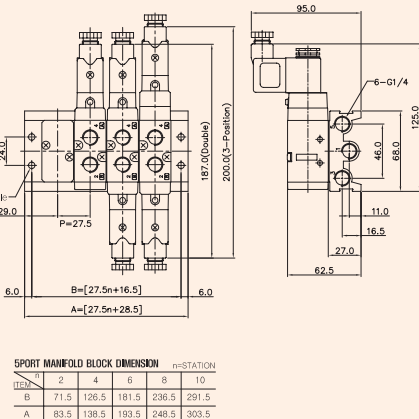 95.0
6-G1/4
24.0
187.0(Double)
200.0(3-Position)
46.0
68.0
125.0
29.0
P=27.5
11.0
16.5
27.0
62.5
6.0
B=[27.5n+16.5]
6.0
A=[27.5n+28.5]
5PORT MANIFOLD BLOCK DIMENSION n=STATION
ITEM n 2 4 6 8 10
B 71.5 126.5 181.5 236.5 291.5
A 83.5 138.5 193.5 248.5 303.5